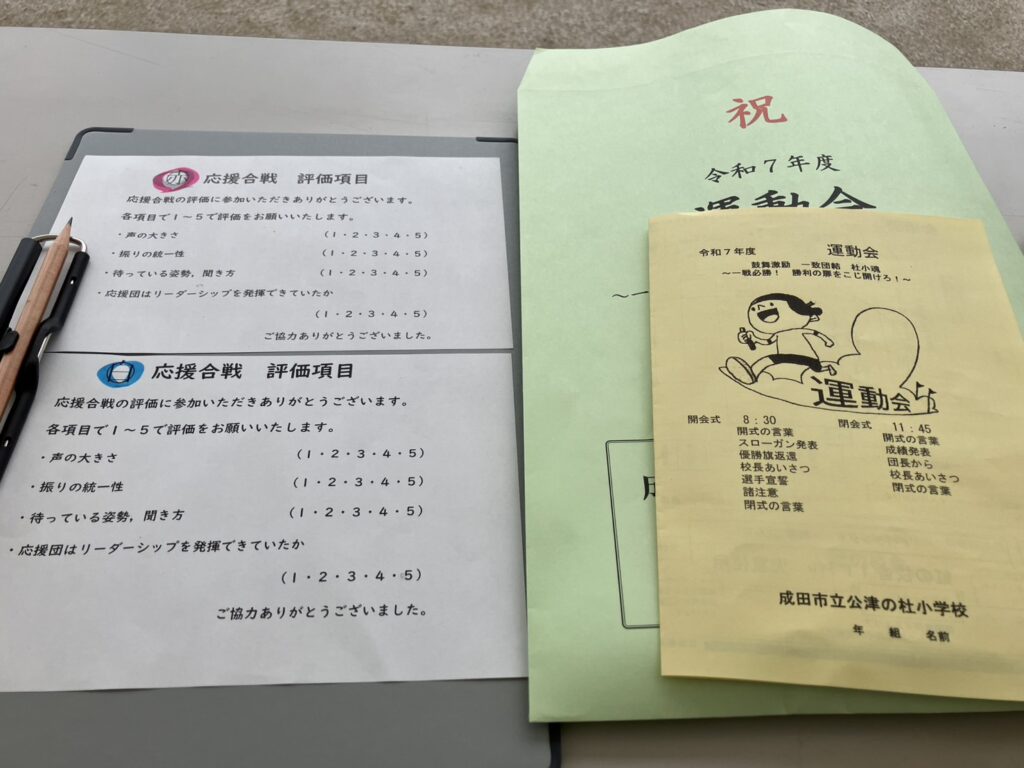 応援合戦 評価項目
応援合戦の評価に参加いただきありがとうございます。
各項目で1～5で評価をお願いいたします。
・声の大きさ (1・2・3・4・5)
・振りの統一性 (1・2・3・4・5)
・待っている姿勢，聞き方 (1・2・3・4・5)
・応援団はリーダーシップを発揮できていたか
(1・2・3・4・5)
ご協力ありがとうございました。
応援合戦 評価項目
応援合戦の評価に参加いただきありがとうございます。
各項目で1～5で評価をお願いいたします。
・声の大きさ (1・2・3・4・5)
・振りの統一性 (1・2・3・4・5)
・待っている姿勢，聞き方 (1・2・3・4・5)
・応援団はリーダーシップを発揮できていたか
(1・2・3・4・5)
ご協力ありがとうございました。
祝
令和7年度
運動会
令和7年度 運動会
鼓舞激励 一致団結 杜小魂
～一戦必勝！ 勝利の扉をこじ開けろ！～
運動会
開会式 8：30
開式の言葉
スローガン発表
優勝旗返還
校長あいさつ
選手宣誓
諸注意
閉式の言葉
閉会式 11：45
開式の言葉
成績発表
団長から
校長あいさつ
閉式の言葉
成田市立公津の杜小学校
年 組 名前